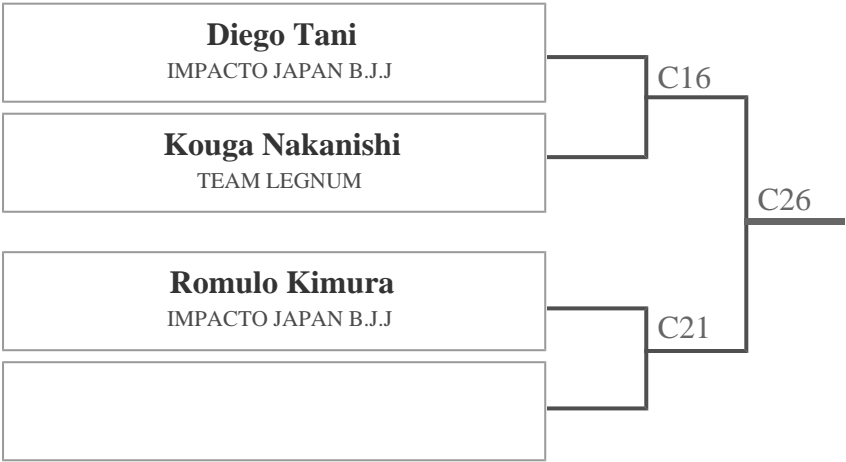 Diego Tani
IMPACTO JAPAN B.J.J
C16
Kouga Nakanishi
TEAM LEGNUM
C26
Romulo Kimura
IMPACTO JAPAN B.J.J
C21